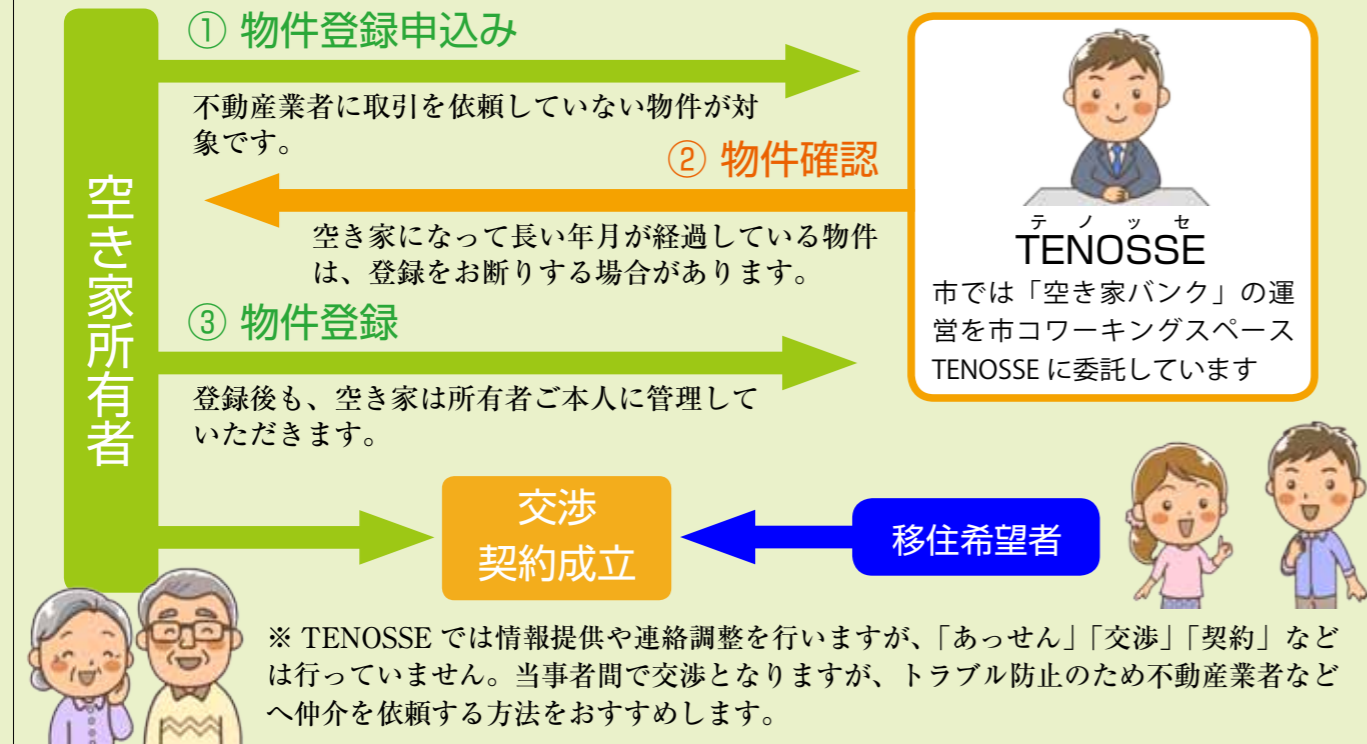 空き家所有者
① 物件登録申込み
不動産業者に取引を依頼していない物件が対
象です。
② 物件確認
空き家になって長い年月が経過している物件
は、登録をお断りする場合があります。
③ 物件登録
登録後も、空き家は所有者ご本人に管理して
いただきます。
テノッセ
TENOSSE
市では「空き家バンク」の運
営を市コワーキングスペース
TENOSSE に委託しています
交渉
契約成立
移住希望者
※ TENOSSE では情報提供や連絡調整を行いますが、「あっせん」「交渉」「契約」など
は行っていません。当事者間で交渉となりますが、トラブル防止のため不動産業者など
へ仲介を依頼する方法をおすすめします。